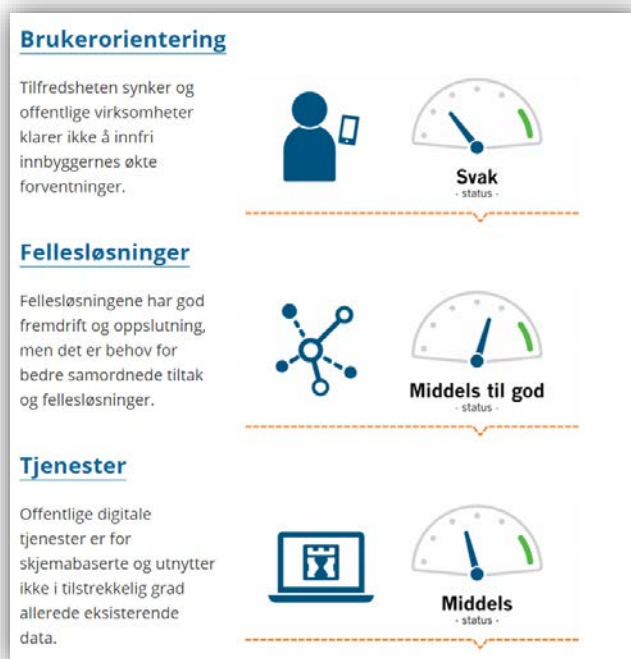 Brukerorientering
Tilfredsheten synker og
offentlige virksomheter
klarer ikke å innfri
innbyggernes økte
forventninger.
Svak
- status -
Fellesløsninger
Fellesløsningene har god
fremdrift og oppslutning,
men det er behov for
bedre samordnede tiltak
og fellesløsninger.
Middels til god
- status -
Tjenester
Offentlige digitale
tjenester er for
skjemabaserte og utnytter
ikke i tilstrekkelig grad
allerede eksisterende
data.
Middels
- status -